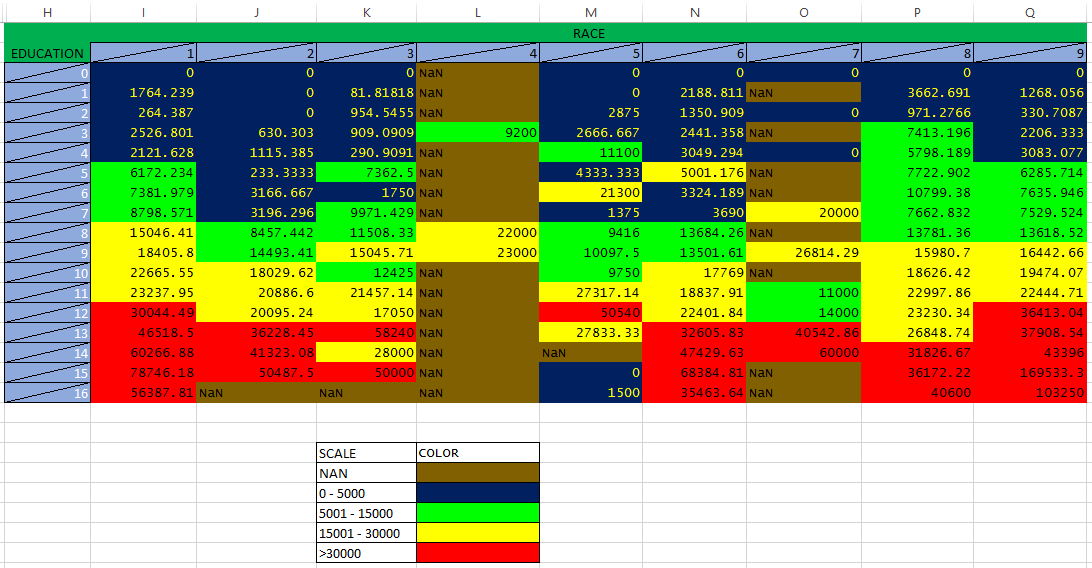 H I J K L M N O P Q
RACE
EDUCATION 1 2 3 4 5 6 7 8 9
0 0 0 0 NaN 0 0 0 0 0
1 1764.239 0 81.81818 NaN 0 2188.811 NaN 3662.691 1268.056
2 264.387 0 954.5455 NaN 2875 1350.909 0 971.2766 330.7087
3 2526.801 630.303 909.0909 9200 2666.667 2441.358 NaN 7413.196 2206.333
4 2121.628 1115.385 290.9091 NaN 11100 3049.294 0 5798.189 3083.077
5 6172.234 233.3333 7362.5 NaN 4333.333 5001.176 NaN 7722.902 6285.714
6 7381.979 3166.667 1750 NaN 21300 3324.189 NaN 10799.38 7635.946
7 8798.571 3196.296 9971.429 NaN 1375 3690 20000 7662.832 7529.524
8 15046.41 8457.442 11508.33 22000 9416 13684.26 NaN 13781.36 13618.52
9 18405.8 14493.41 15045.71 23000 10097.5 13501.61 26814.29 15980.7 16442.66
10 22665.55 18029.62 12425 NaN 9750 17769 NaN 18626.42 19474.07
11 23237.95 20886.6 21457.14 NaN 27317.14 18837.91 11000 22997.86 22444.71
12 30044.49 20095.24 17050 NaN 50540 22401.84 14000 23230.34 36413.04
13 46518.5 36228.45 58240 NaN 27833.33 32605.83 40542.86 26848.74 37908.54
14 60266.88 41323.08 28000 NaN NaN 47429.63 60000 31826.67 43396
15 78746.18 50487.5 50000 NaN 0 68384.81 NaN 36172.22 169533.3
16 56387.81 NaN NaN NaN 1500 35463.64 NaN 40600 103250
SCALE COLOR
NAN
0 - 5000
5001 - 15000
15001 - 30000
>30000